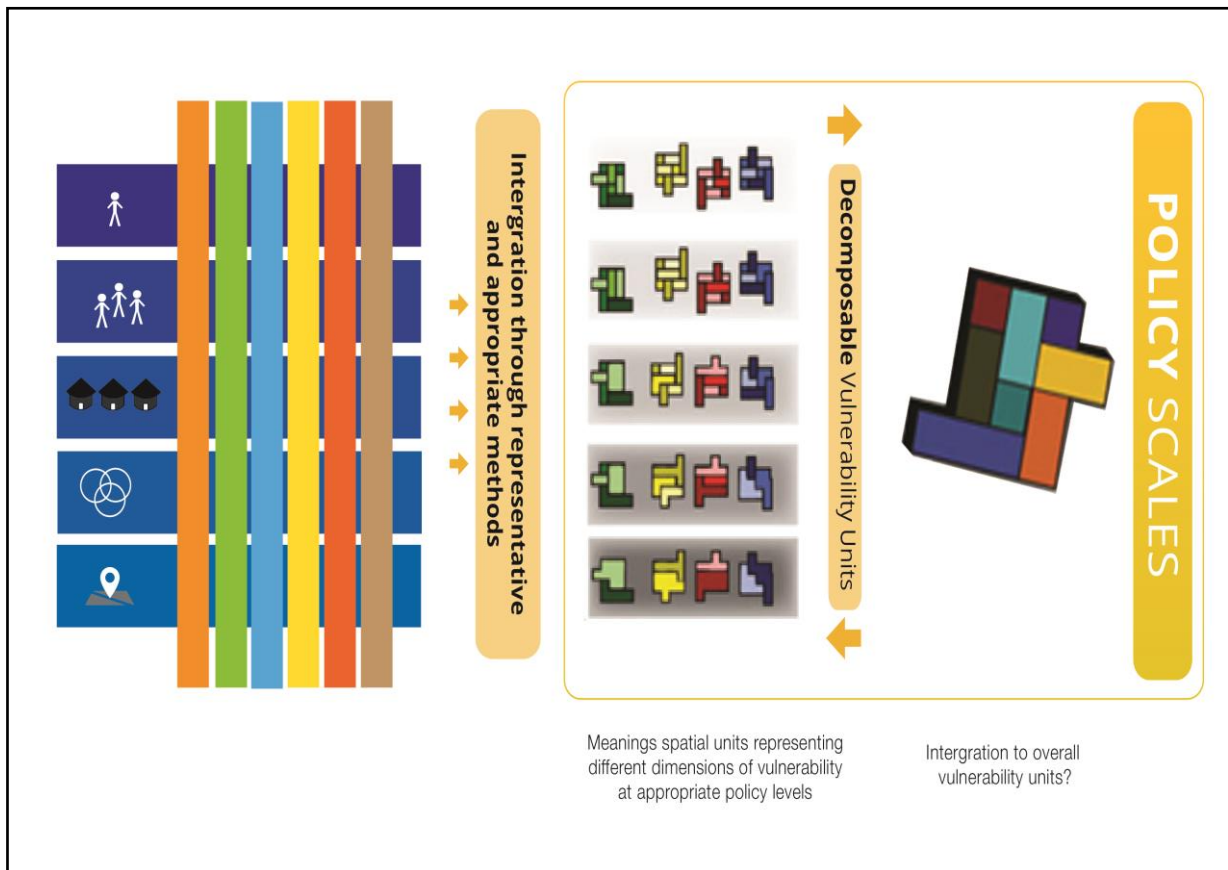 Intergration through representative
and appropriate methods
Decomposable Vulnerability Units
POLICY SCALES
Meanings spatial units representing
different dimensions of vulnerability
at appropriate policy levels
Intergration to overall
vulnerability units?